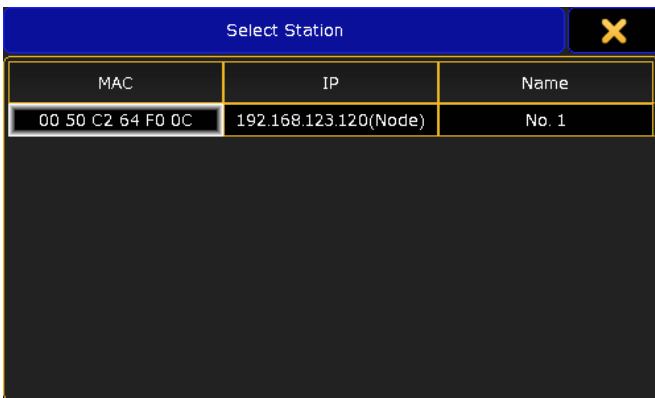 Select Station
MAC IP Name
00 50 C2 64 F0 0C 192.168.123.120(Node) No. 1